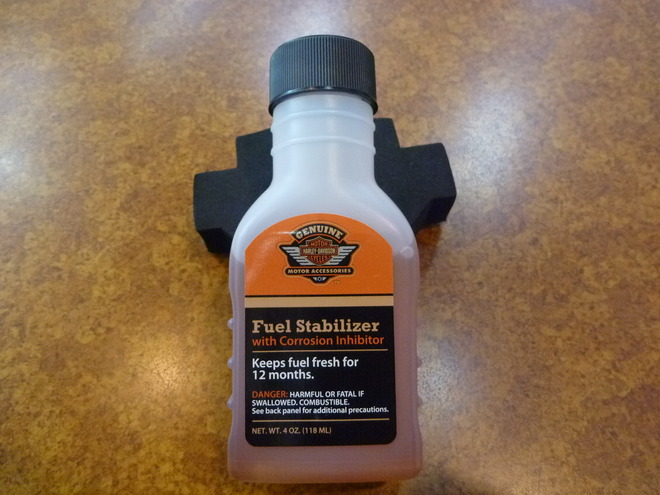 GENUINE
MOTOR
HARLEY-DAVIDSON
CYCLES
MOTOR ACCESSORIES
Fuel Stabilizer
with Corrosion Inhibitor
Keeps fuel fresh for
12 months.
DANGER: HARMFUL OR FATAL IF
SWALLOWED. COMBUSTIBLE.
See back panel for additional precautions.
NET. WT. 4 OZ. (118 ML)